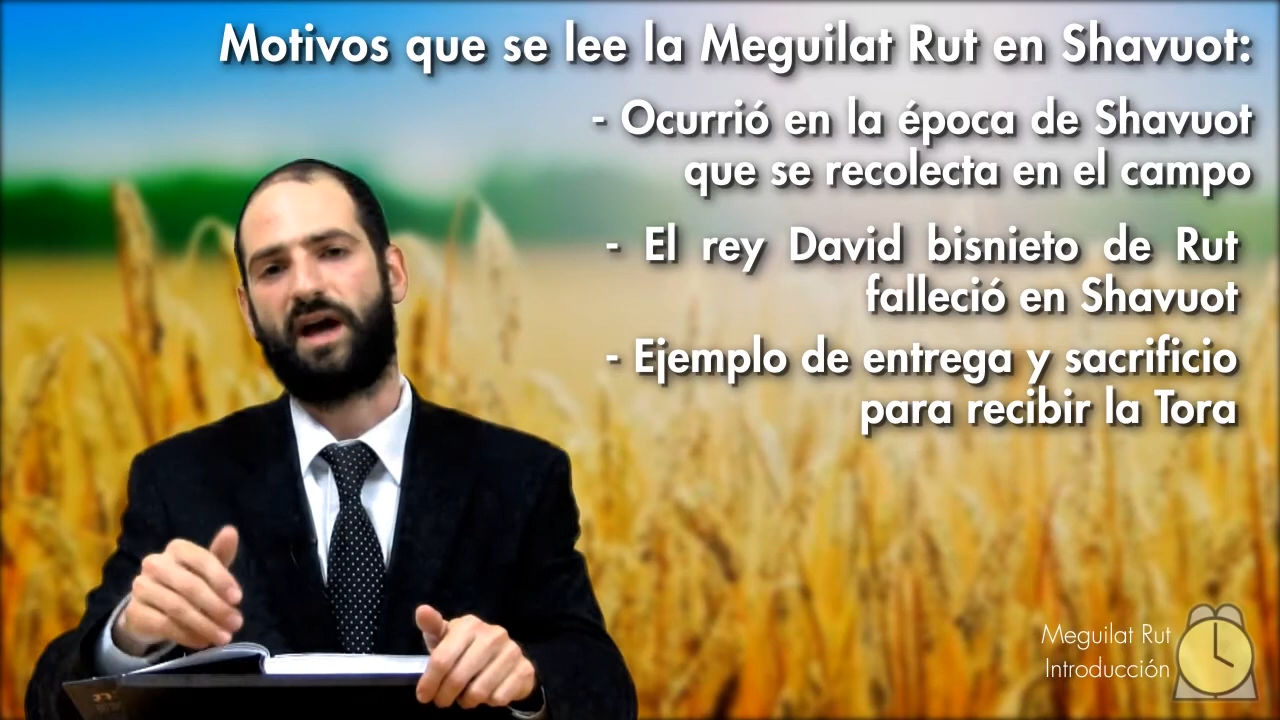 Motivos que se lee la Meguilat Rut en Shavuot:
- Ocurrió en la época de Shavuot
que se recolecta en el campo
- El rey David bisnieto de Rut
falleció en Shavuot
- Ejemplo de entrega y sacrificio
para recibir la Tora
Meguilat Rut
Introducción